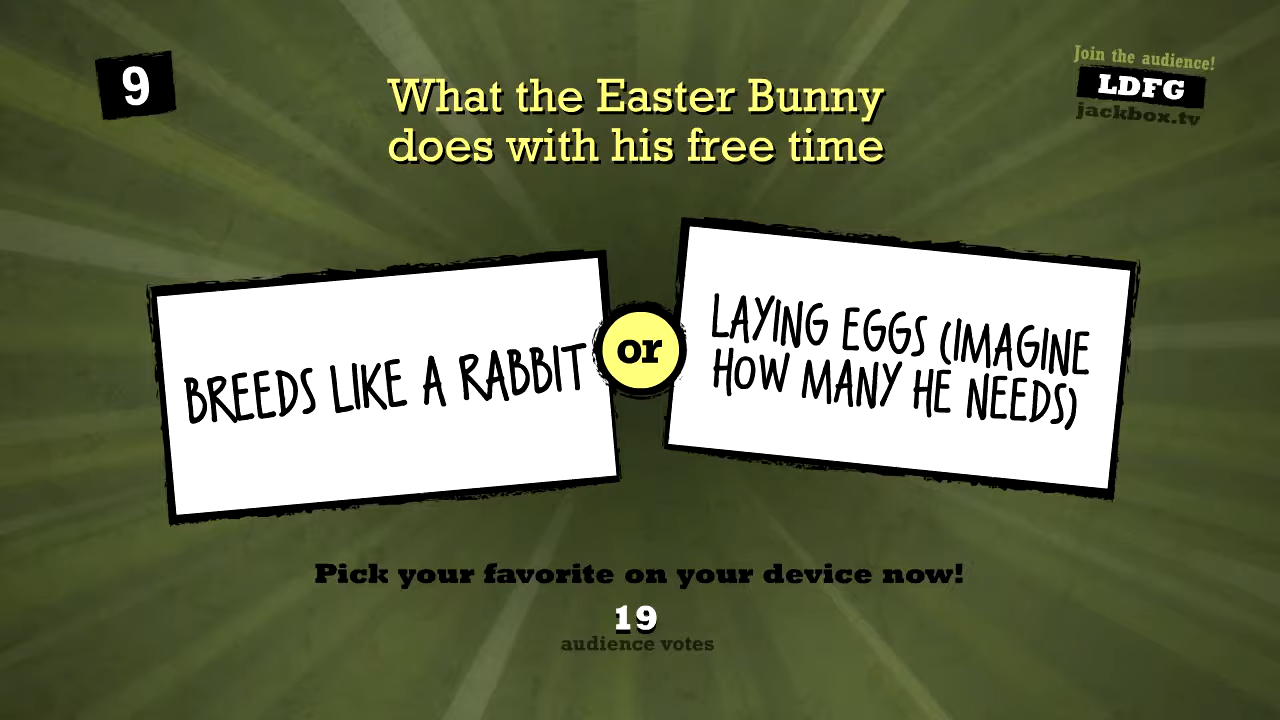 9
What the Easter Bunny
does with his free time
Join the audience!
LDFG
jackbox.tv
BREEDS LIKE A RABBIT
or
LAYING EGGS (IMAGINE
HOW MANY HE NEEDS)
Pick your favorite on your device now!
19
audience votes